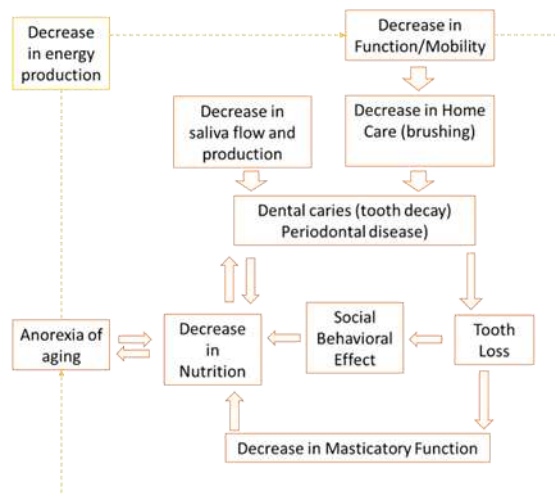 Decrease
in energy
production
Decrease in
Function/Mobility
Decrease in
saliva flow and
production
Decrease in Home
Care (brushing)
Dental caries (tooth decay)
Periodontal disease)
Anorexia of
aging
Decrease
in
Nutrition
Social
Behavioral
Effect
Tooth
Loss
Decrease in Masticatory Function